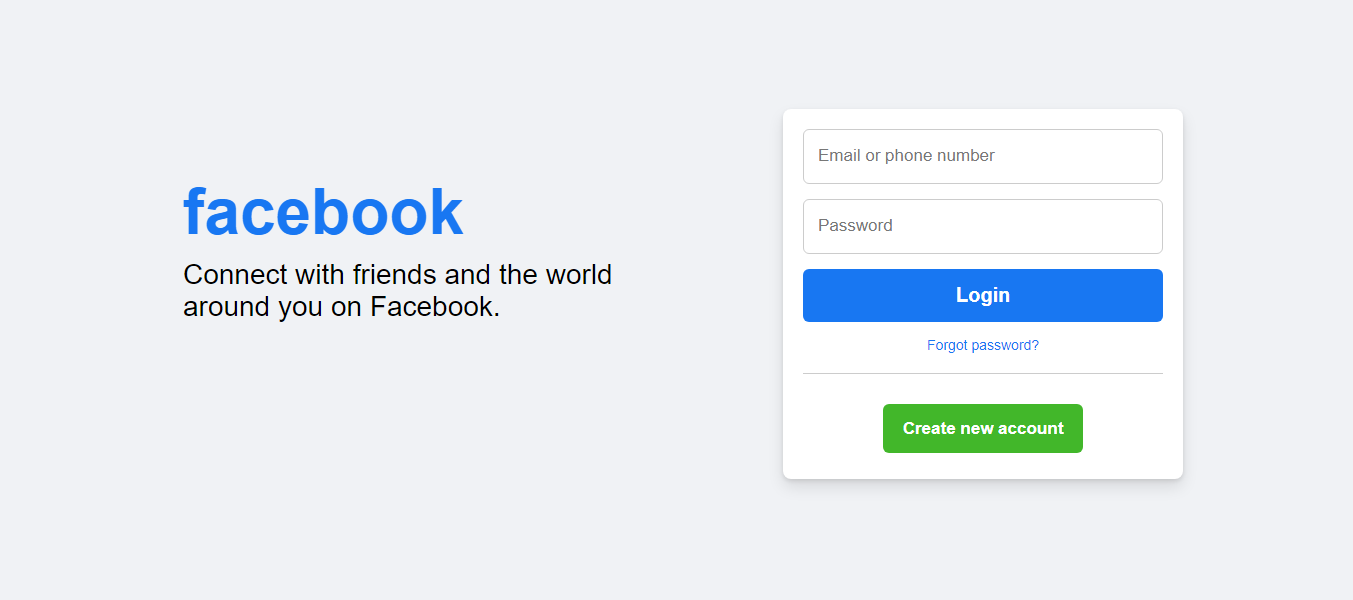 facebook
Connect with friends and the world
around you on Facebook.
Email or phone number
Password
Login
Forgot password?
Create new account